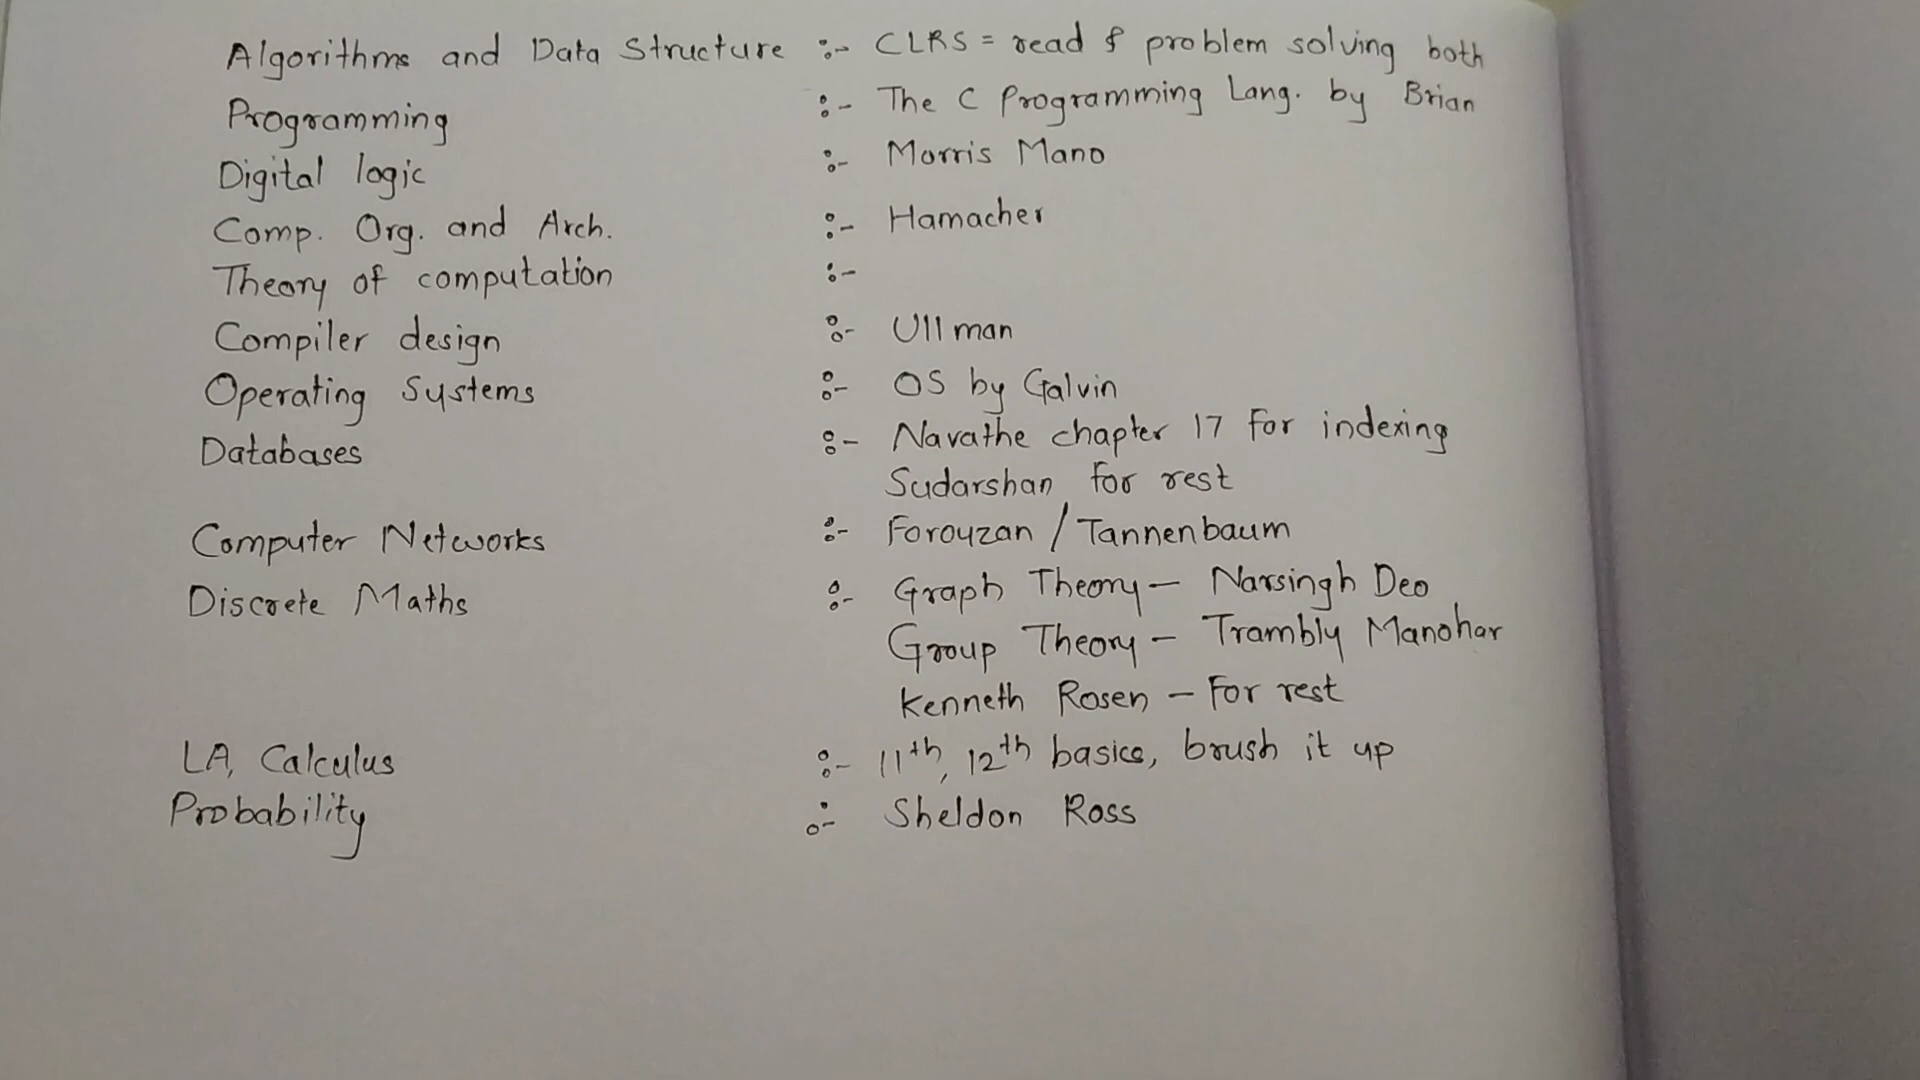 Algorithms and Data Structure :- CLRS = read & problem solving both
Programming :- The C Programming Lang. by Brian
Digital logic :- Morris Mano
Comp. Org. and Arch. :- Hamacher
Theory of computation :-
Compiler design :- Ullman
Operating Systems :- OS by Galvin
Databases :- Navathe chapter 17 for indexing
Sudarshan for rest
Computer Networks :- Forouzan / Tannenbaum
Discrete Maths :- Graph Theory - Narsingh Deo
Group Theory - Trambly Manohar
Kenneth Rosen - For rest
LA, Calculus :- 11th, 12th basics, brush it up
Probability :- Sheldon Ross